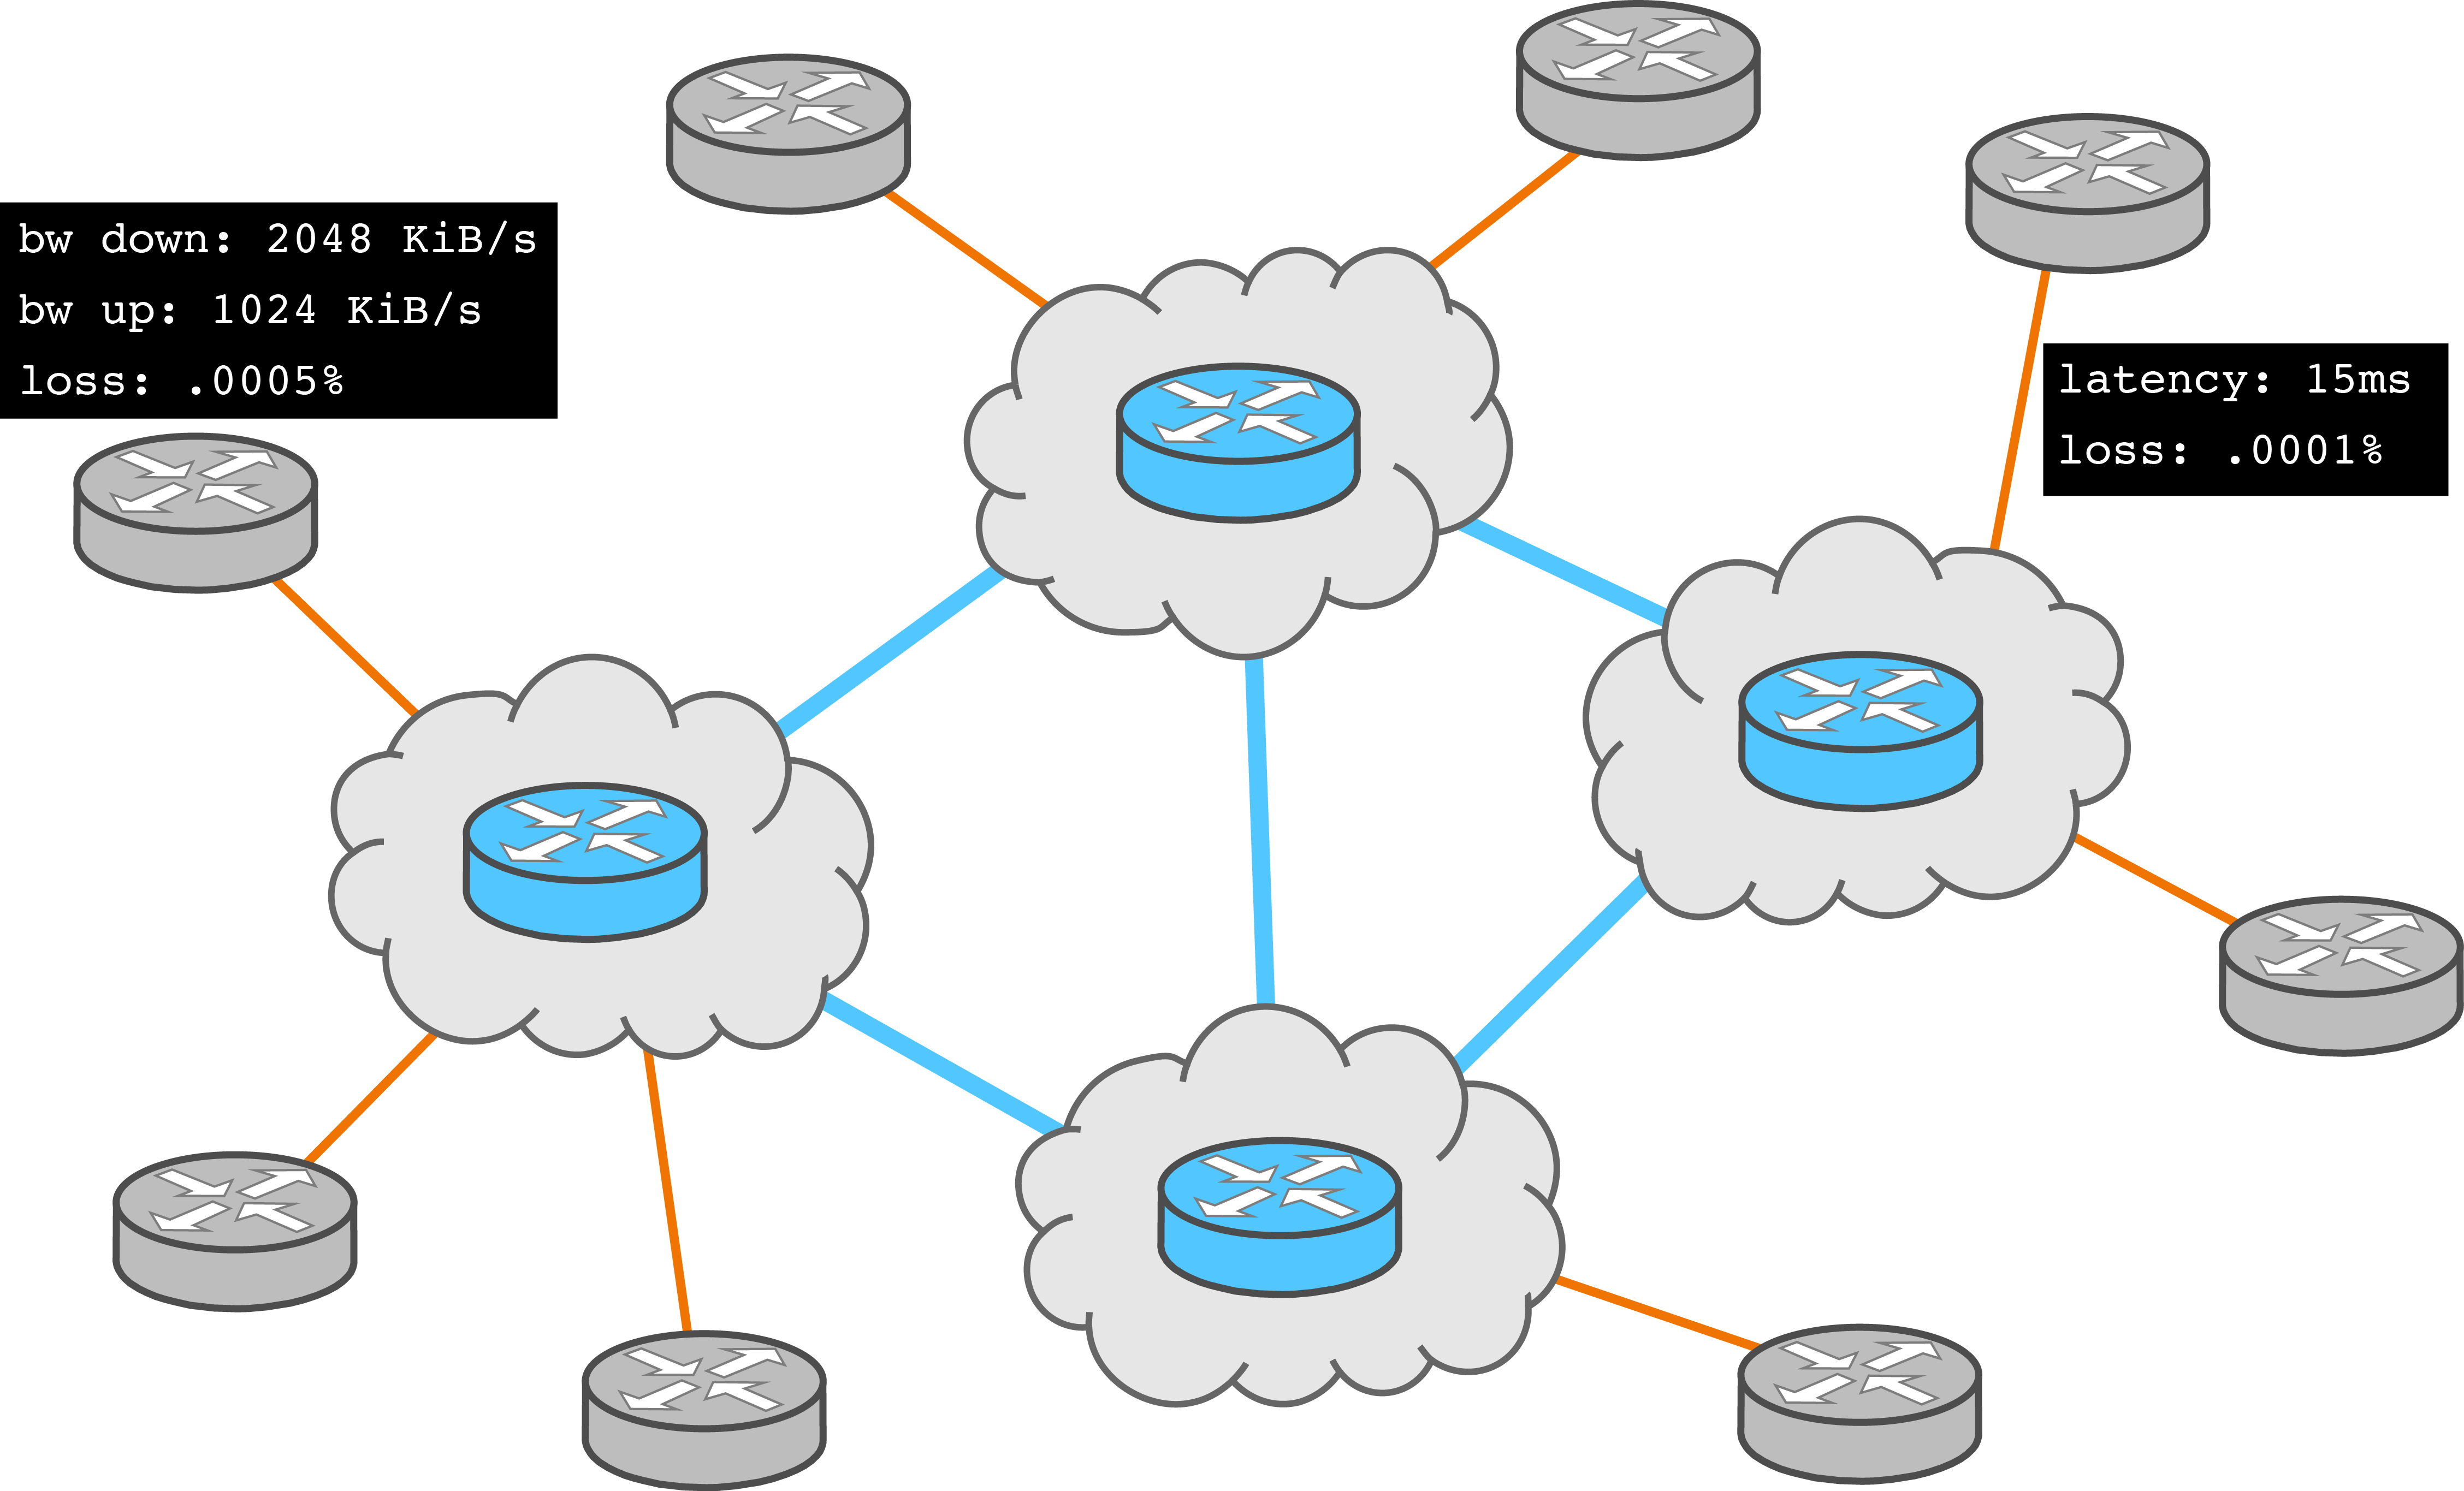 bw down: 2048 KiB/s
bw up: 1024 KiB/s
loss: .0005%
latency: 15ms
loss: .0001%